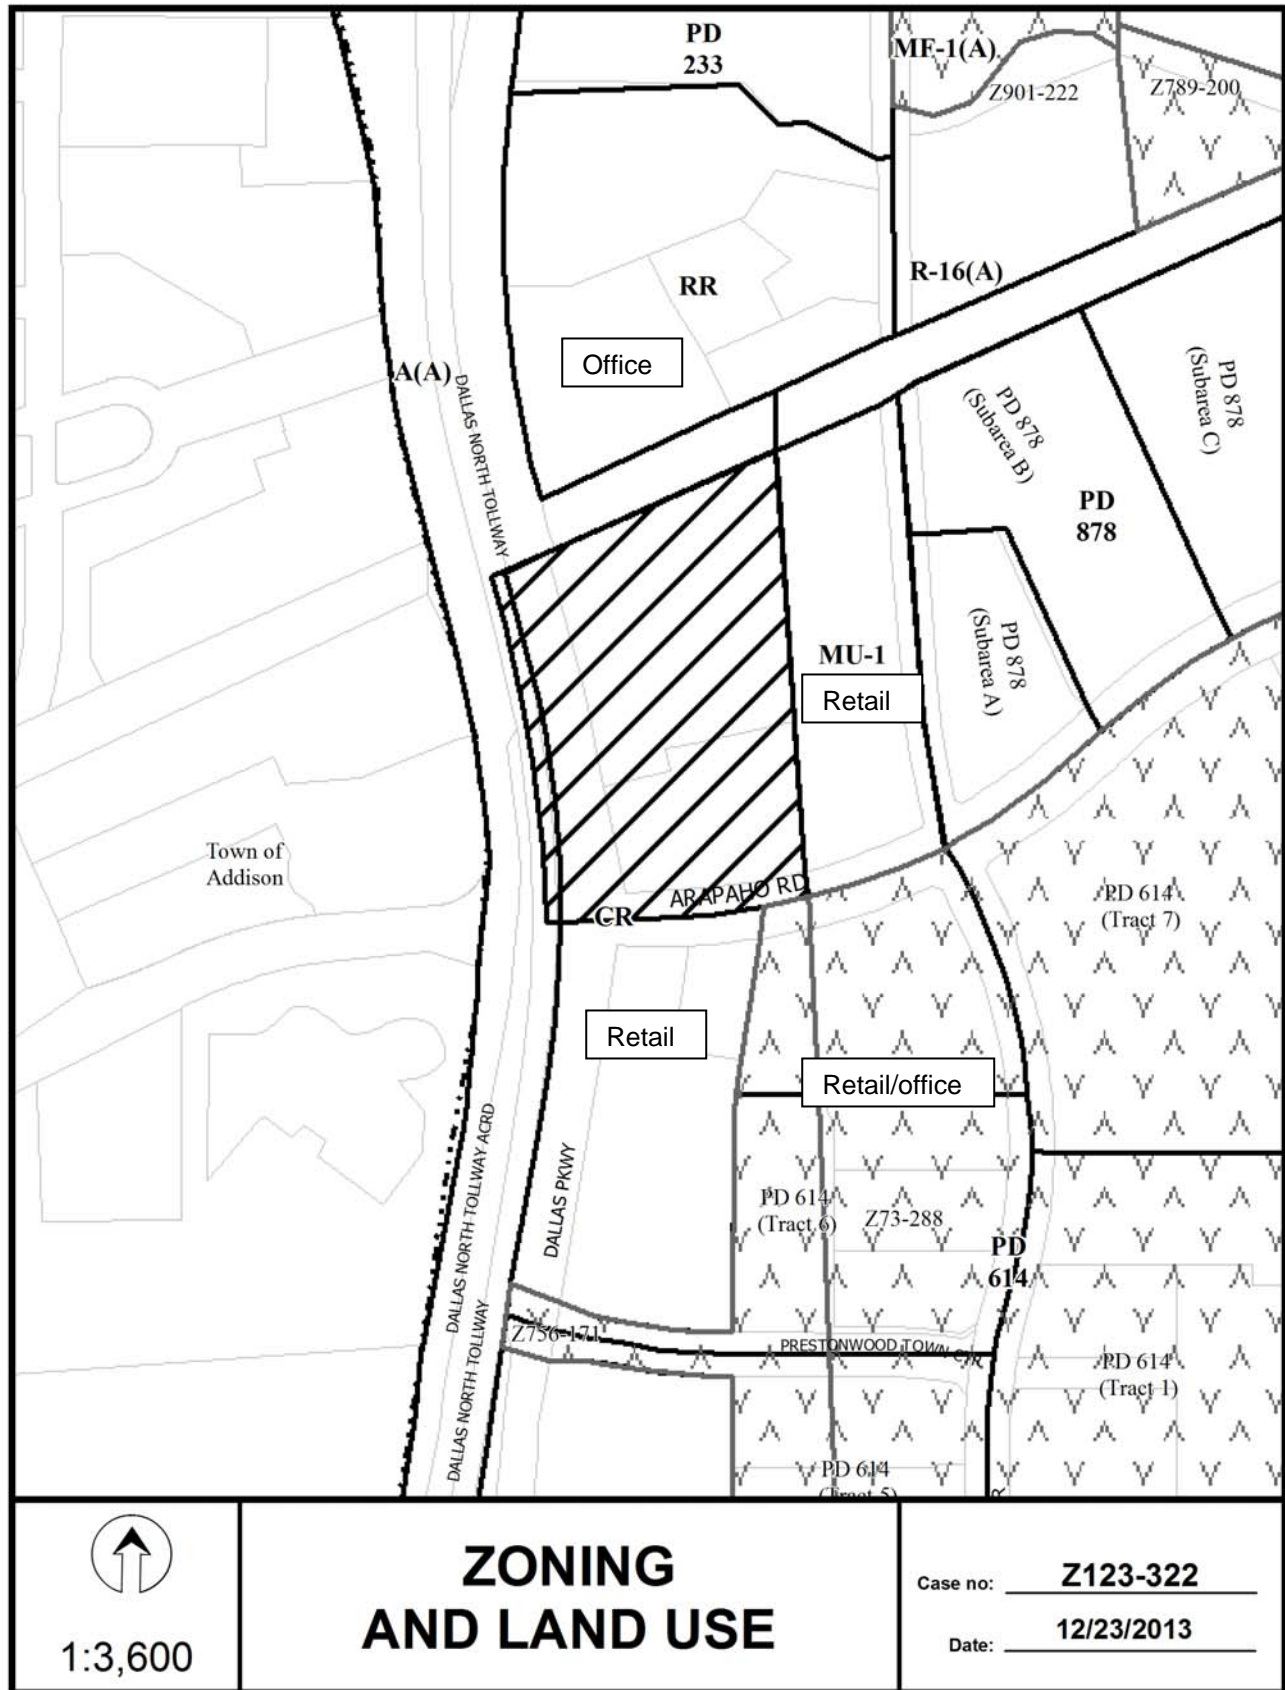 PD
233
MF-1(A)
Z901-222
Z789-200
R-16(A)
RR
Office
A(A)
DALLAS NORTH TOLLWAY
PD 878
(Subarea B)
PD 878
(Subarea C)
PD
878
PD 878
(Subarea A)
MU-1
Retail
Town of
Addison
ARAPAHO RD
CR
PD 614
(Tract 7)
Retail
Retail/office
DALLAS NORTH TOLLWAY ACRD
DALLAS PKWY
PD 614
(Tract 6)
Z73-288
PD
614
DALLAS NORTH TOLLWAY
Z756-171
PRESTONWOOD TOWN CTR
PD 614
(Tract 1)
PD 614
(Tract 5)
R
1:3,600
ZONING
AND LAND USE
Case no: Z123-322
Date: 12/23/2013